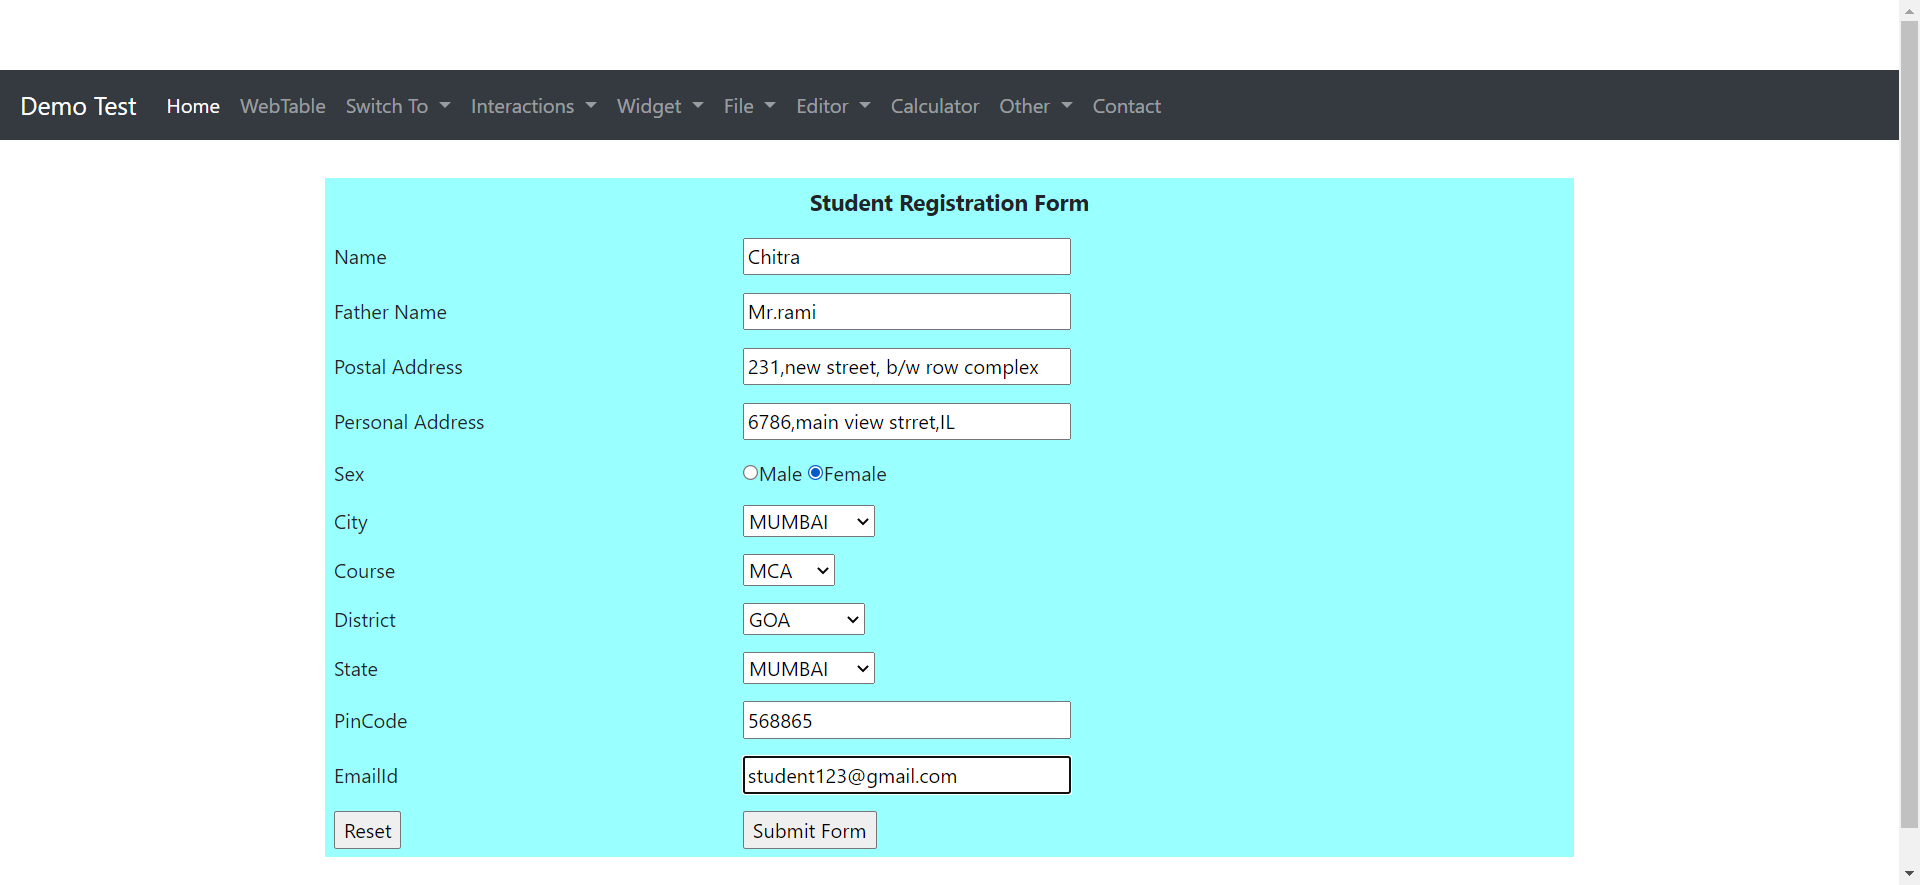 Demo Test Home WebTable Switch To Interactions Widget File Editor Calculator Other Contact
Student Registration Form
Name Chitra
Father Name Mr.rami
Postal Address 231,new street, b/w row complex
Personal Address 6786,main view strret,IL
Sex Male Female
City MUMBAI
Course MCA
District GOA
State MUMBAI
PinCode 568865
EmailId student123@gmail.com
Reset Submit Form